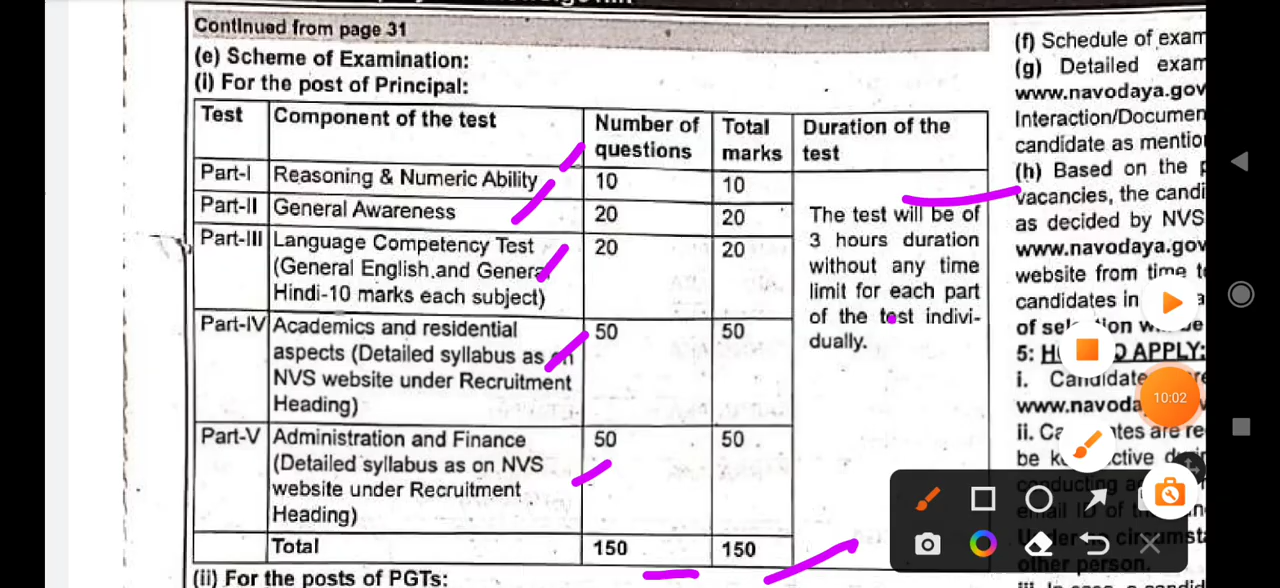 Continued from page 31
(e) Scheme of Examination:
(i) For the post of Principal:
Test Component of the test Number of questions Total marks Duration of the test
Part-I Reasoning & Numeric Ability 10 10
Part-II General Awareness 20 20
Part-III Language Competency Test
(General English and General
Hindi-10 marks each subject) 20 20
Part-IV Academics and residential
aspects (Detailed syllabus as on
NVS website under Recruitment
Heading) 50 50
Part-V Administration and Finance
(Detailed syllabus as on NVS
website under Recruitment
Heading) 50 50
Total 150 150
The test will be of
3 hours duration
without any time
limit for each part
of the test indivi-
dually.
(ii) For the posts of PGTs:
(f) Schedule of exam
(g) Detailed exam
www.navodaya.gov
Interaction/Documen
candidate as mentio
(h) Based on the
vacancies, the candi
as decided by NVS
www.navodaya.gov
website from time
candidates in
of
5: APPLY:
i.
www.navoda
ii. are re
be
10:02
conducting
email ID of
circumst
other person.